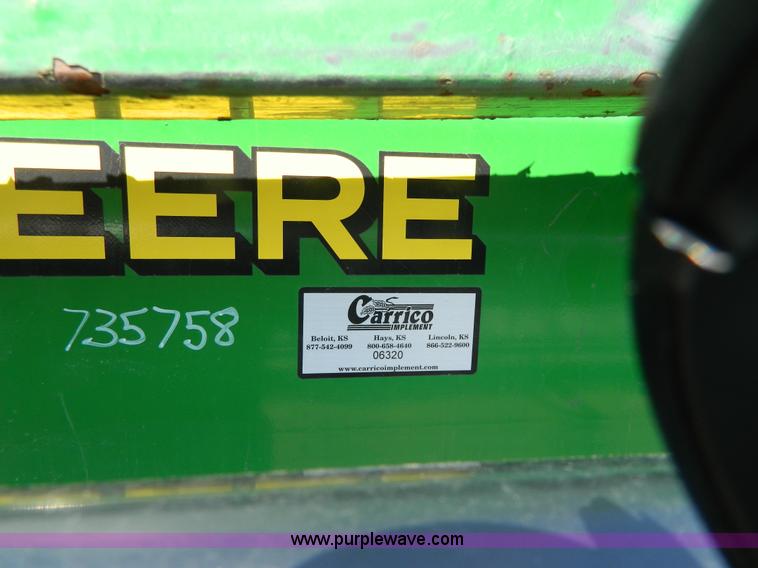 EERE
735758
Carrico
IMPLEMENT
Beloit, KS Hays, KS Lincoln, KS
877-542-4099 800-658-4640 866-522-9600
06320
www.carricoimplement.com
www.purplewave.com